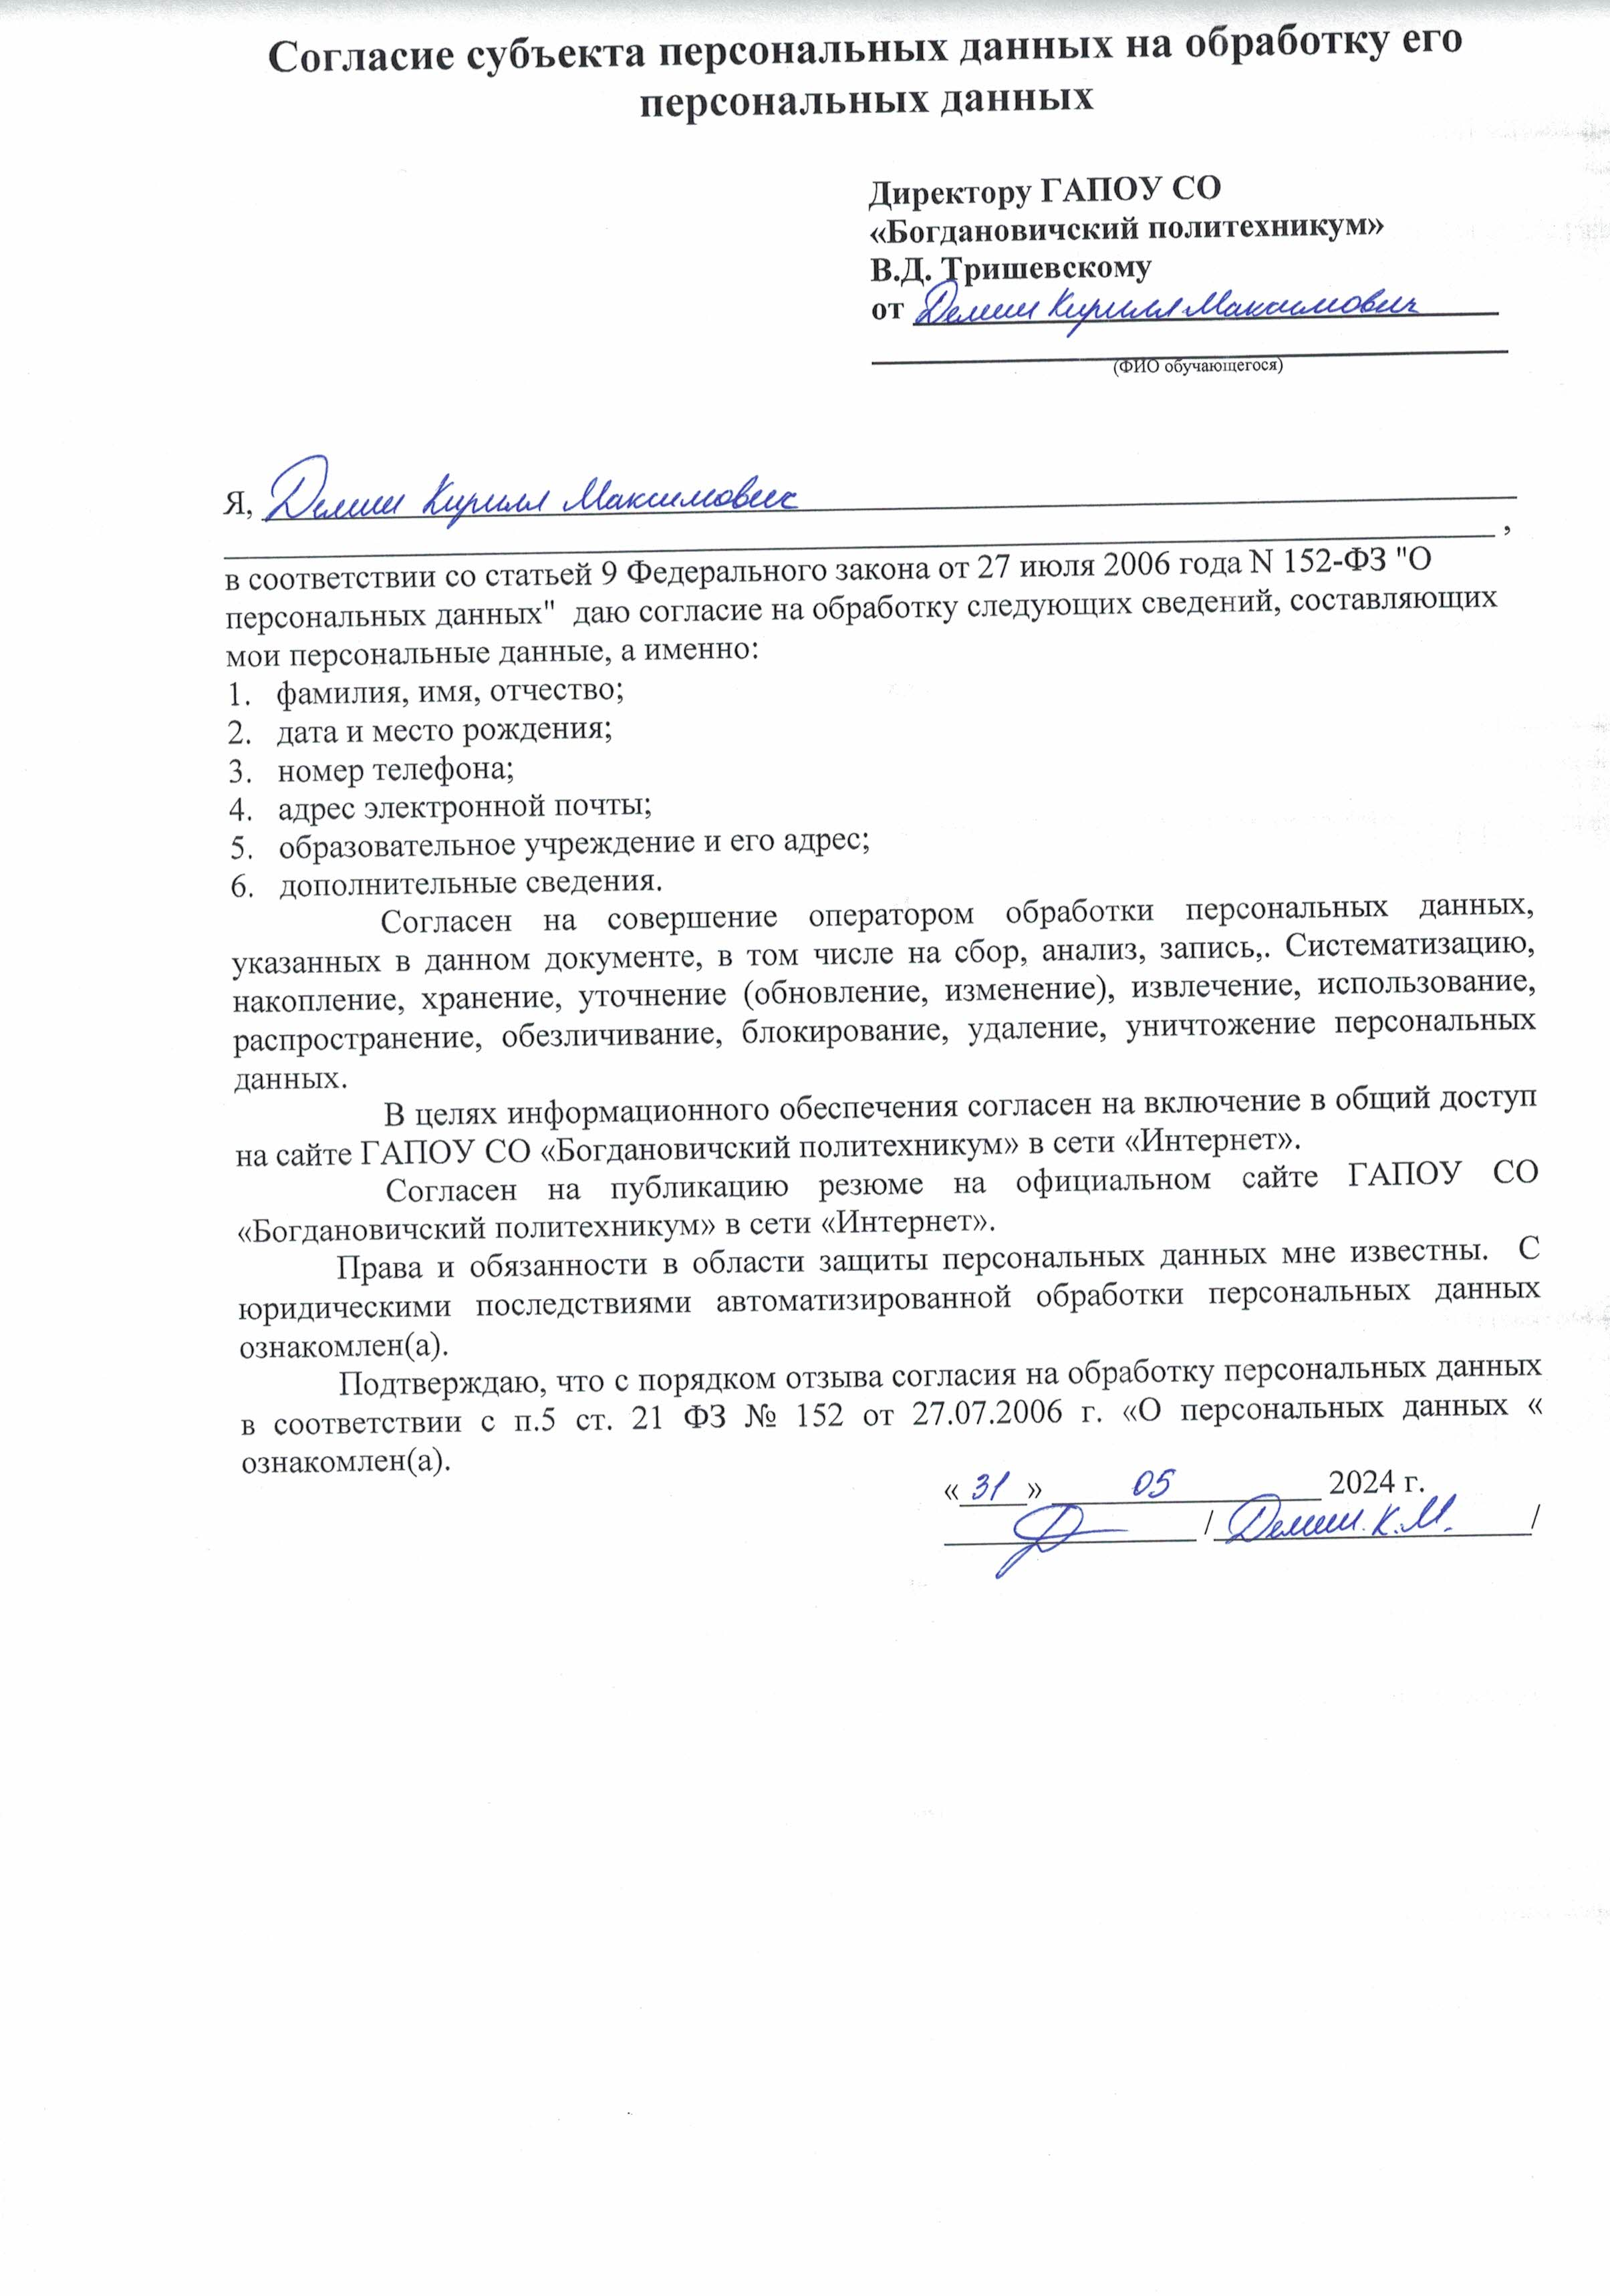 Согласие субъекта персональных данных на обработку его
персональных данных
Директору ГАПОУ СО
«Богдановичский политехникум»
В.Д. Тришевскому
от Демин Кирилл Максимович
(ФИО обучающегося)
Я, Демин Кирилл Максимович
,
в соответствии со статьей 9 Федерального закона от 27 июля 2006 года N 152-ФЗ "О
персональных данных" даю согласие на обработку следующих сведений, составляющих
мои персональные данные, а именно:
1. фамилия, имя, отчество;
2. дата и место рождения;
3. номер телефона;
4. адрес электронной почты;
5. образовательное учреждение и его адрес;
6. дополнительные сведения.
Согласен на совершение оператором обработки персональных данных,
указанных в данном документе, в том числе на сбор, анализ, запись,. Систематизацию,
накопление, хранение, уточнение (обновление, изменение), извлечение, использование,
распространение, обезличивание, блокирование, удаление, уничтожение персональных
данных.
В целях информационного обеспечения согласен на включение в общий доступ
на сайте ГАПОУ СО «Богдановичский политехникум» в сети «Интернет».
Согласен на публикацию резюме на официальном сайте ГАПОУ СО
«Богдановичский политехникум» в сети «Интернет».
Права и обязанности в области защиты персональных данных мне известны. С
юридическими последствиями автоматизированной обработки персональных данных
ознакомлен(а).
Подтверждаю, что с порядком отзыва согласия на обработку персональных данных
в соответствии с п.5 ст. 21 ФЗ № 152 от 27.07.2006 г. «О персональных данных «
ознакомлен(а).
«31» 05 2024 г.
/ Демин. К.М. /